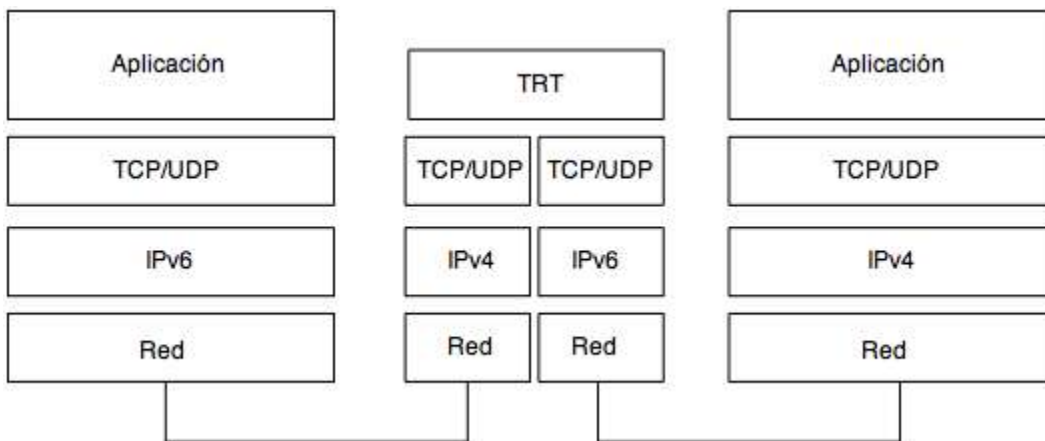 Aplicación
TRT
Aplicación
TCP/UDP
TCP/UDP
TCP/UDP
TCP/UDP
IPv6
IPv4
IPv6
IPv4
Red
Red
Red
Red